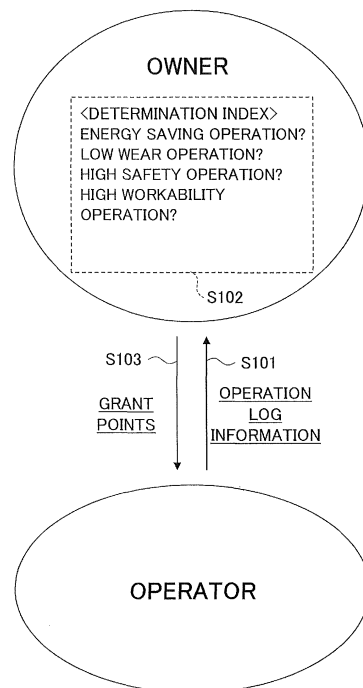 OWNER
<DETERMINATION INDEX>
ENERGY SAVING OPERATION?
LOW WEAR OPERATION?
HIGH SAFETY OPERATION?
HIGH WORKABILITY
OPERATION?
S102
S103
S101
GRANT
POINTS
OPERATION
LOG
INFORMATION
OPERATOR